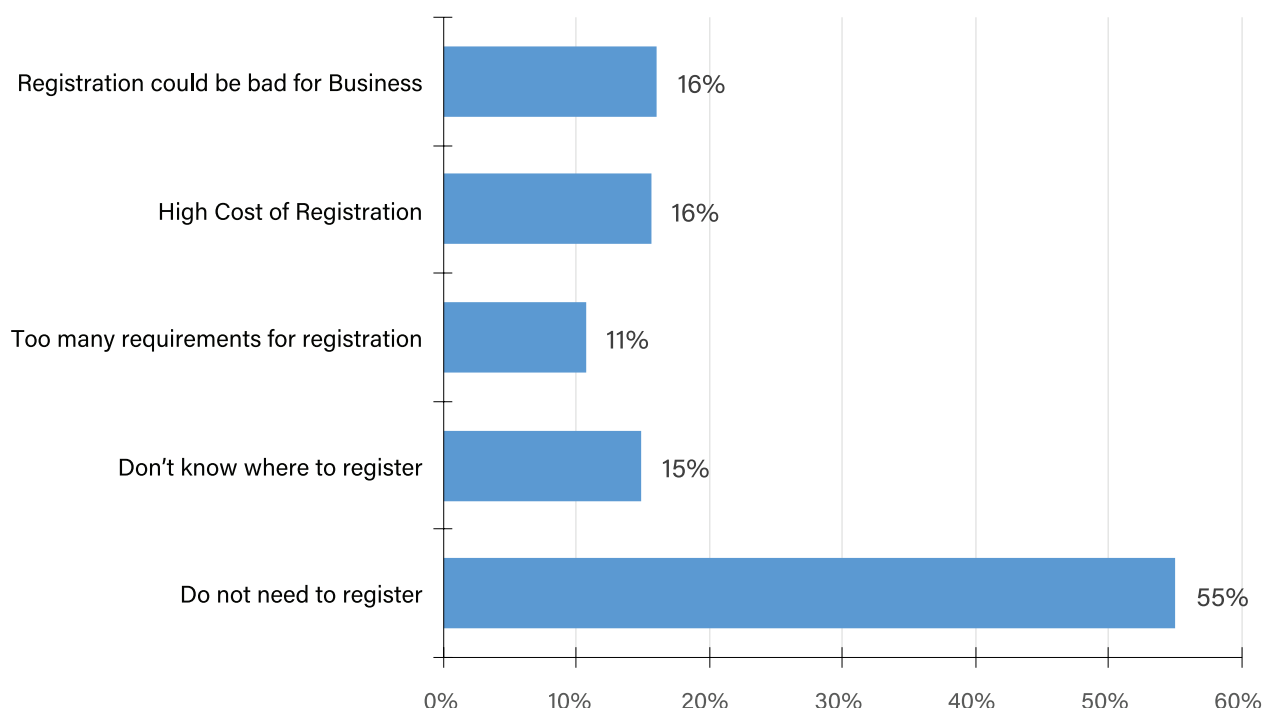 Registration could be bad for Business 16%
High Cost of Registration 16%
Too many requirements for registration 11%
Don’t know where to register 15%
Do not need to register 55%
0% 10% 20% 30% 40% 50% 60%